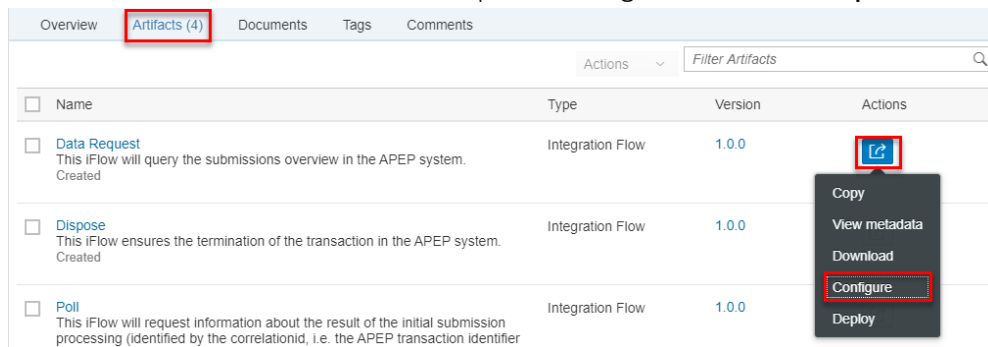 Overview Artifacts (4) Documents Tags Comments
Actions Filter Artifacts
Name Type Version Actions
Data Request Integration Flow 1.0.0
This iFlow will query the submissions overview in the APEP system.
Created
Copy
View metadata
Download
Configure
Deploy
Dispose Integration Flow 1.0.0
This iFlow ensures the termination of the transaction in the APEP system.
Created
Poll Integration Flow 1.0.0
This iFlow will request information about the result of the initial submission
processing (identified by the correlationid, i.e. the APEP transaction identifier